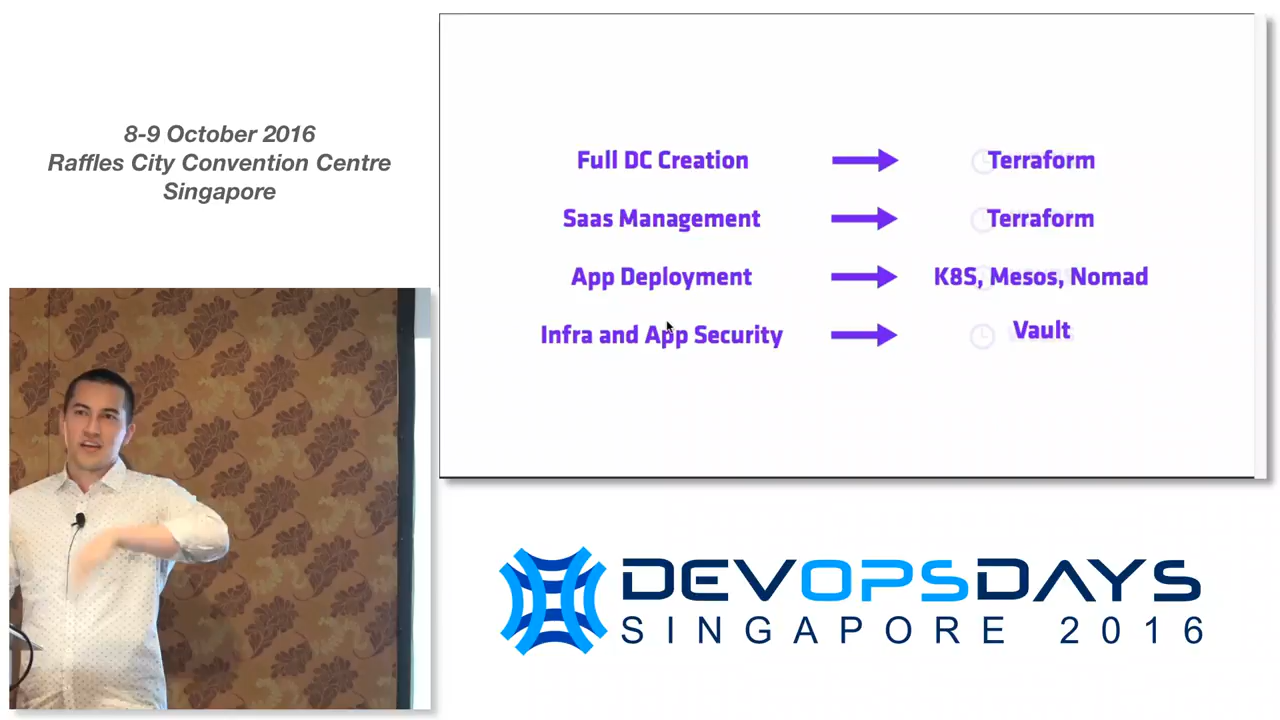 8-9 October 2016
Raffles City Convention Centre
Singapore
Full DC Creation Terraform
Saas Management Terraform
App Deployment K8S, Mesos, Nomad
Infra and App Security Vault
DEVOPSDAYS
SINGAPORE 2016